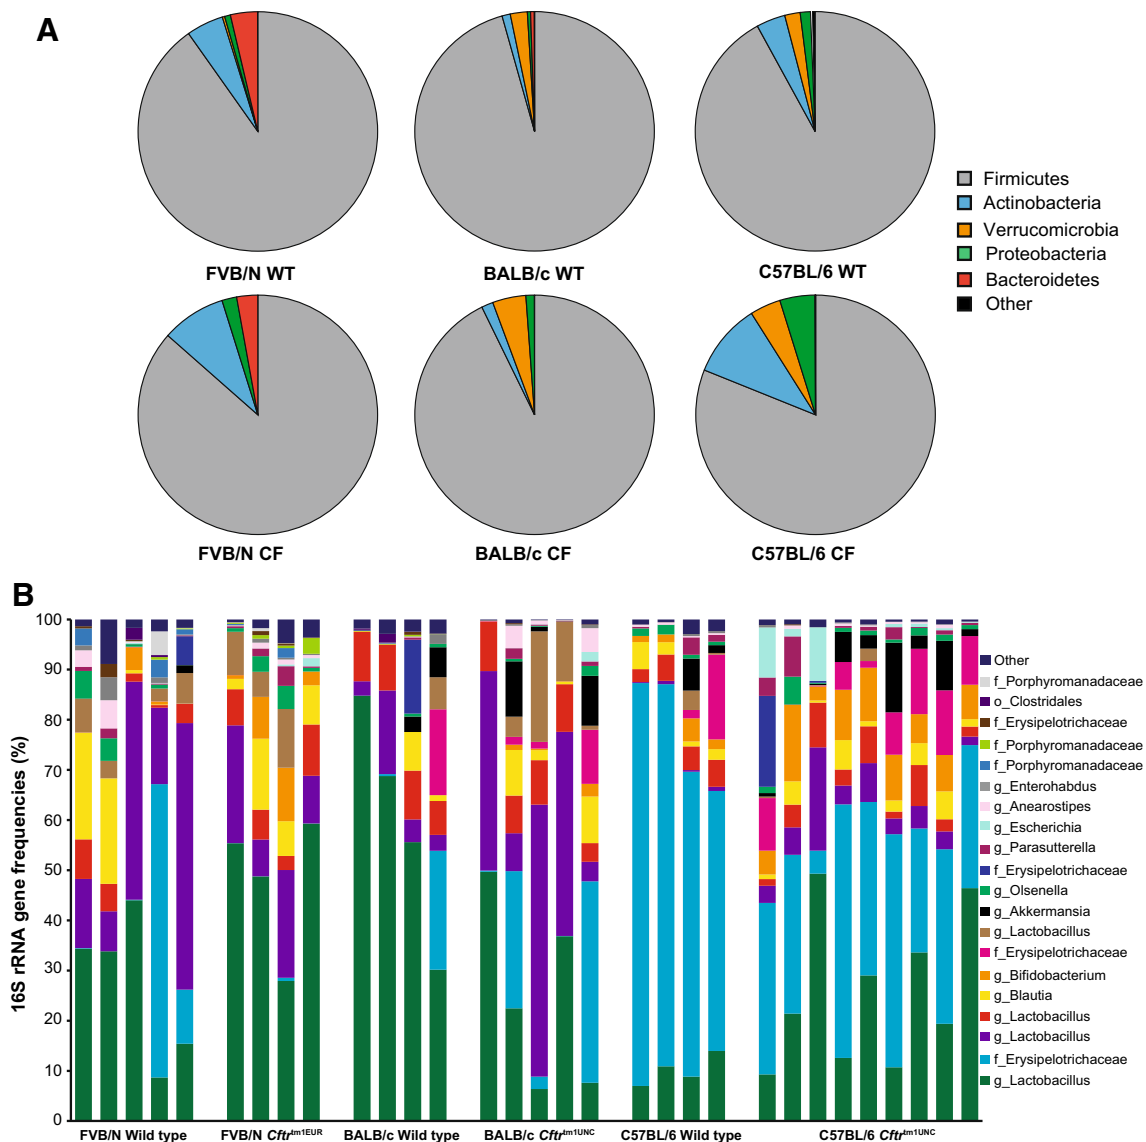 A
FVB/N WT
BALB/c WT
C57BL/6 WT
Firmicutes
Actinobacteria
Verrucomicrobia
Proteobacteria
Bacteroidetes
Other
FVB/N CF
BALB/c CF
C57BL/6 CF
B
16S rRNA gene frequencies (%)
100
90
80
70
60
50
40
30
20
10
0
Other
f_Porphyromanadaceae
o_Clostridales
f_Erysipelotrichaceae
f_Porphyromanadaceae
f_Porphyromanadaceae
g_Enterohabdus
g_Anearostipes
g_Escherichia
g_Parasutterella
f_Erysipelotrichaceae
g_Olsenella
g_Akkermansia
g_Lactobacillus
f_Erysipelotrichaceae
g_Bifidobacterium
g_Blautia
g_Lactobacillus
g_Lactobacillus
f_Erysipelotrichaceae
g_Lactobacillus
FVB/N Wild type
FVB/N Cftrtm1EUR
BALB/c Wild type
BALB/c Cftrtm1UNC
C57BL/6 Wild type
C57BL/6 Cftrtm1UNC